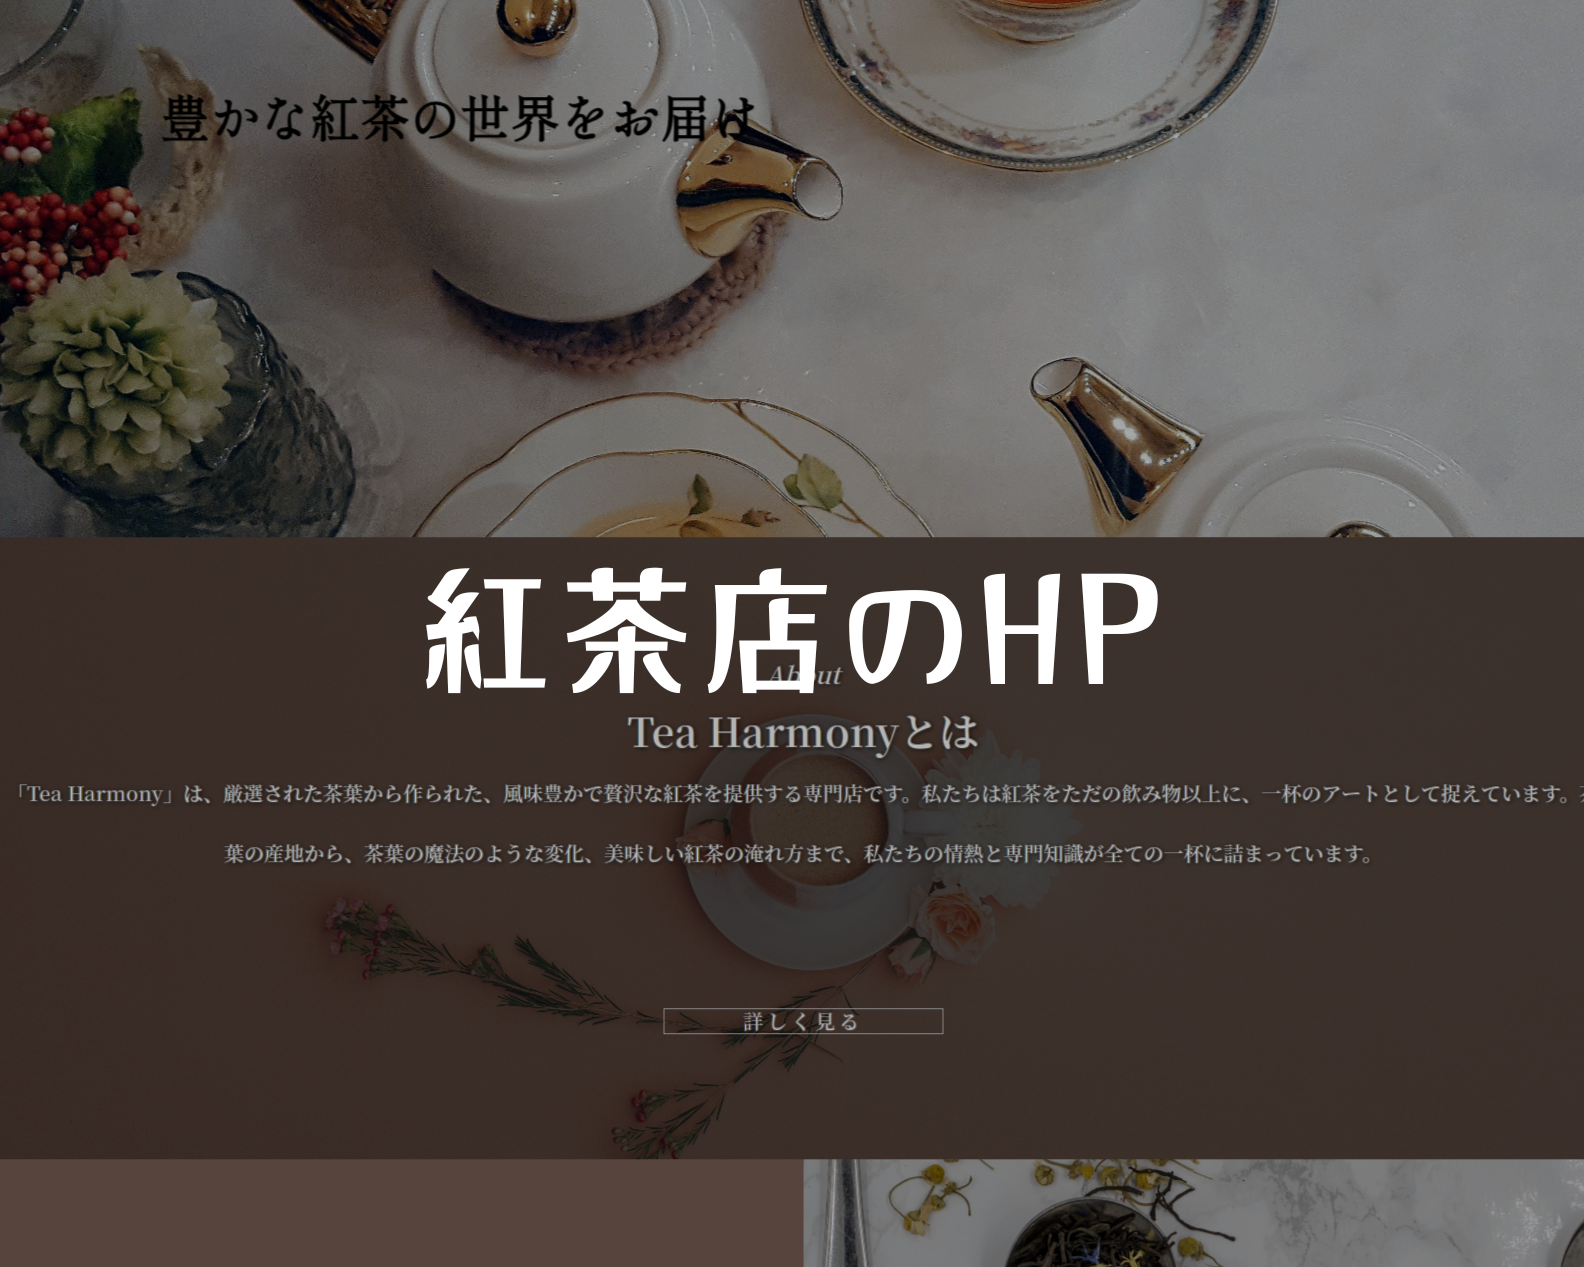 豊かな紅茶の世界をお届け
紅茶店のHP
About
Tea Harmonyとは
「Tea Harmony」は、厳選された茶葉から作られた、風味豊かで贅沢な紅茶を提供する専門店です。私たちは紅茶をただの飲み物以上に、一杯のアートとして捉えています。
葉の産地から、茶葉の魔法のような変化、美味しい紅茶の淹れ方まで、私たちの情熱と専門知識が全ての一杯に詰まっています。
詳しく見る